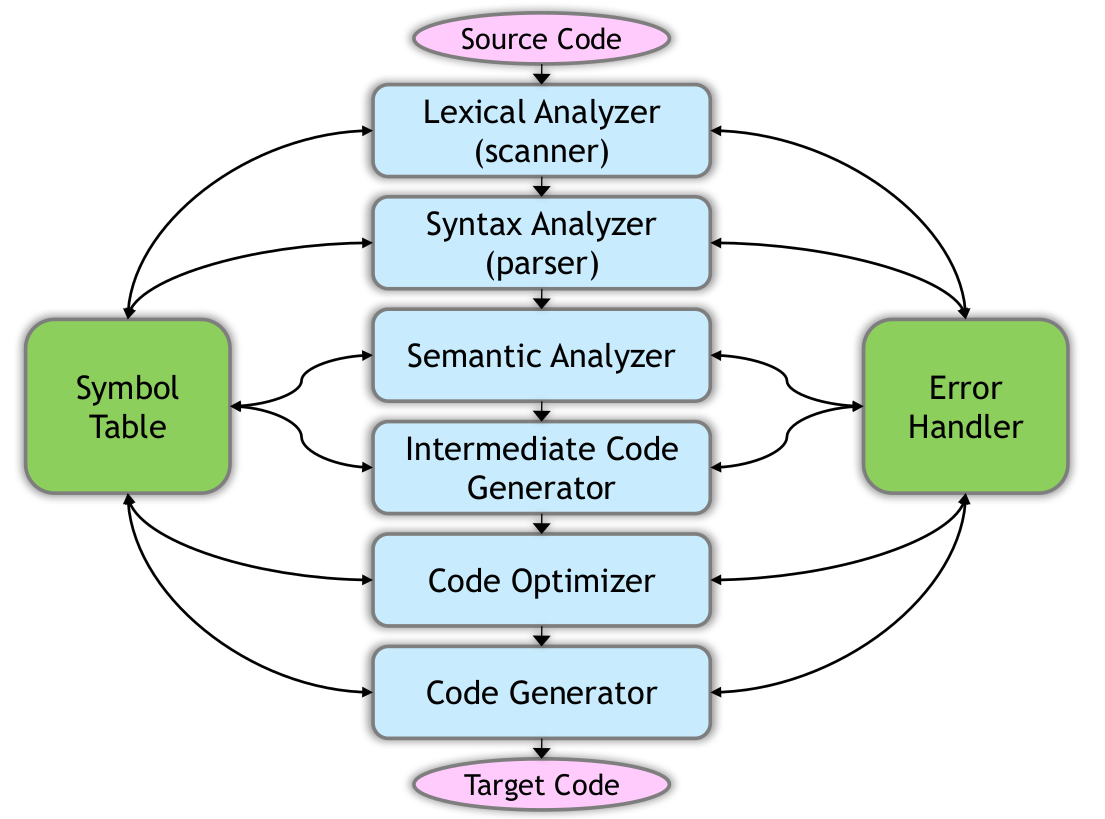 Source Code
Lexical Analyzer
(scanner)
Syntax Analyzer
(parser)
Semantic Analyzer
Symbol
Table
Error
Handler
Intermediate Code
Generator
Code Optimizer
Code Generator
Target Code